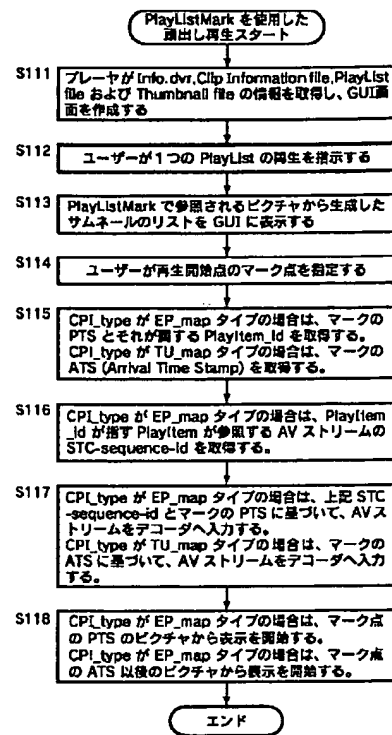 PlayListMark を使用した
頭出し再生スタート
S111
プレーヤが Info.dvr,Clip Information file,PlayList
file および Thumbnail file の情報を取得し、GUI画
面を作成する
S112
ユーザーが1つの PlayList の再生を指示する
S113
PlayListMark で参照されるピクチャから生成した
サムネールのリストを GUI に表示する
S114
ユーザーが再生開始点のマーク点を指定する
S115
CPI_type が EP_map タイプの場合は、マークの
PTS とそれが属する PlayItem_id を取得する。
CPI_type が TU_map タイプの場合は、マークの
ATS (Arrival Time Stamp) を取得する。
S116
CPI_type が EP_map タイプの場合は、PlayItem
_id が指す PlayItem が参照する AV ストリームの
STC-sequence-id を取得する。
S117
CPI_type が EP_map タイプの場合は、上記 STC
-sequence-id とマークの PTS に基づいて、AVス
トリームをデコーダへ入力する。
CPI_type が TU_map タイプの場合は、マークの
ATS に基づいて、AVストリームをデコーダへ入力
する。
S118
CPI_type が EP_map タイプの場合は、マーク点
の PTS のピクチャから表示を開始する。
CPI_type が EP_map タイプの場合は、マーク点
の ATS 以後のピクチャから表示を開始する。
エンド